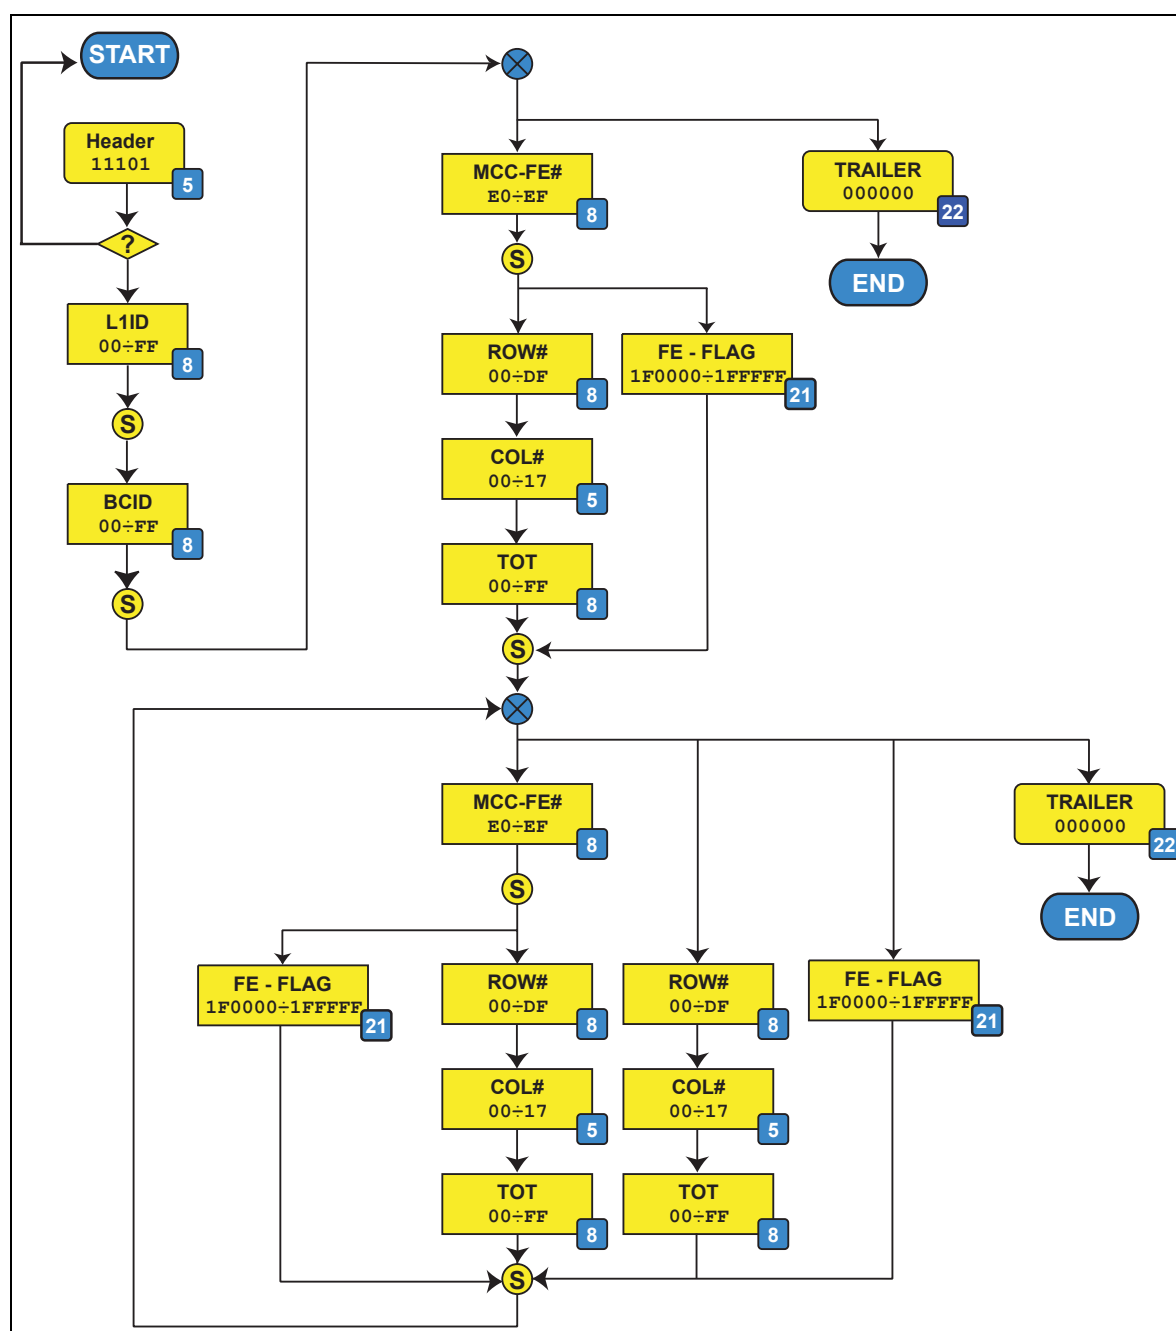 START
Header
11101
5
?
L1ID
00÷FF
8
S
BCID
00÷FF
8
S
MCC-FE#
E0÷EF
8
S
TRAILER
000000
22
END
ROW#
00÷DF
8
COL#
00÷17
5
TOT
00÷FF
8
S
FE - FLAG
1F0000÷1FFFFF
21
MCC-FE#
E0÷EF
8
S
TRAILER
000000
22
END
FE - FLAG
1F0000÷1FFFFF
21
ROW#
00÷DF
8
COL#
00÷17
5
TOT
00÷FF
8
S
ROW#
00÷DF
8
COL#
00÷17
5
TOT
00÷FF
8
FE - FLAG
1F0000÷1FFFFF
21